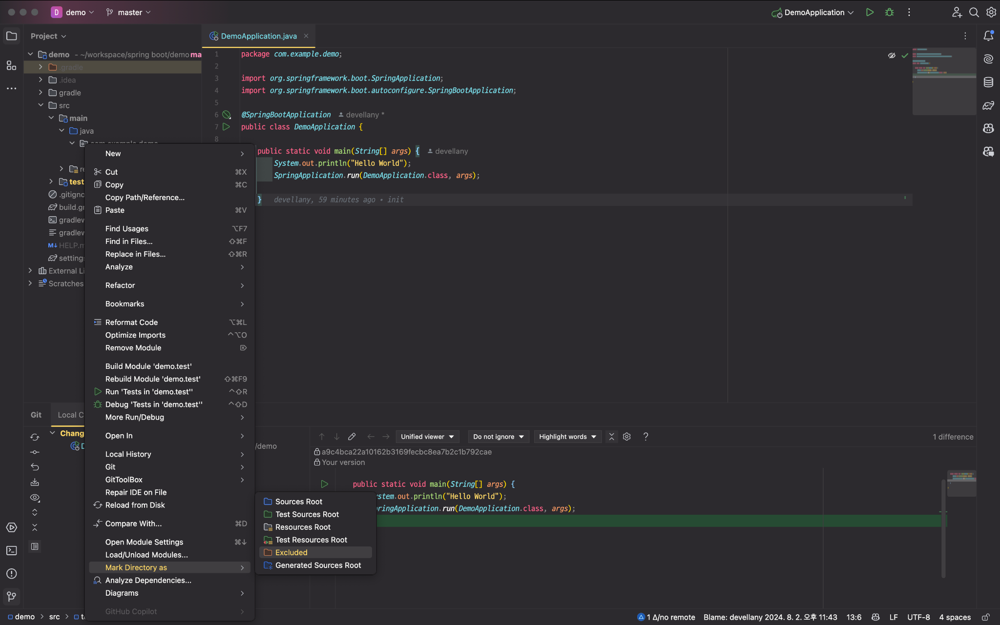 D demo master DemoApplication
Project
DemoApplication.java
demo - ~/workspace/spring boot/demo ma
.gradle
.idea
gradle
src
main
java
com.example.demo
test
build.gr
gradlew
gradlew
External Li
Scratches
1 package com.example.demo;
2
3 import org.springframework.boot.SpringApplication;
4 import org.springframework.boot.autoconfigure.SpringBootApplication;
5
6 @SpringBootApplication devellany *
7 public class DemoApplication {
8
public static void main(String[] args) { devellany
System.out.println("Hello World");
SpringApplication.run(DemoApplication.class, args);
} devellany, 59 minutes ago • init
New
Cut ⌘X
Copy ⌘C
Copy Path/Reference...
Paste ⌘V
Find Usages ⌥F7
Find in Files... ⇧⌘F
Replace in Files... ⇧⌘R
Analyze
Refactor
Bookmarks
Reformat Code ⌥⌘L
Optimize Imports ^⌥O
Remove Module ⌦
Build Module 'demo.test'
Rebuild Module 'demo.test' ⇧⌘F9
Run 'Tests in 'demo.test'' ^⇧R
Debug 'Tests in 'demo.test'' ^⇧D
More Run/Debug
Open In
Local History
Git
GitToolBox
Repair IDE on File
Reload from Disk
Compare With... ⌘D
Open Module Settings ⌘↓
Load/Unload Modules...
Mark Directory as
Analyze Dependencies...
Diagrams
GitHub Copilot
Sources Root
Test Sources Root
Resources Root
Test Resources Root
Excluded
Generated Sources Root
Git Local C
Chang
/demo
Unified viewer Do not ignore Highlight words ? 1 difference
a9c4bca22a10162b3169fecbc8ea7b2c1b792cae
Your version
public static void main(String[] args) {
stem.out.println("Hello World");
ringApplication.run(DemoApplication.class, args);
demo > src > t
1 Δ/no remote Blame: devellany 2024. 8. 2. 오후 11:43 13:6 LF UTF-8 4 spaces